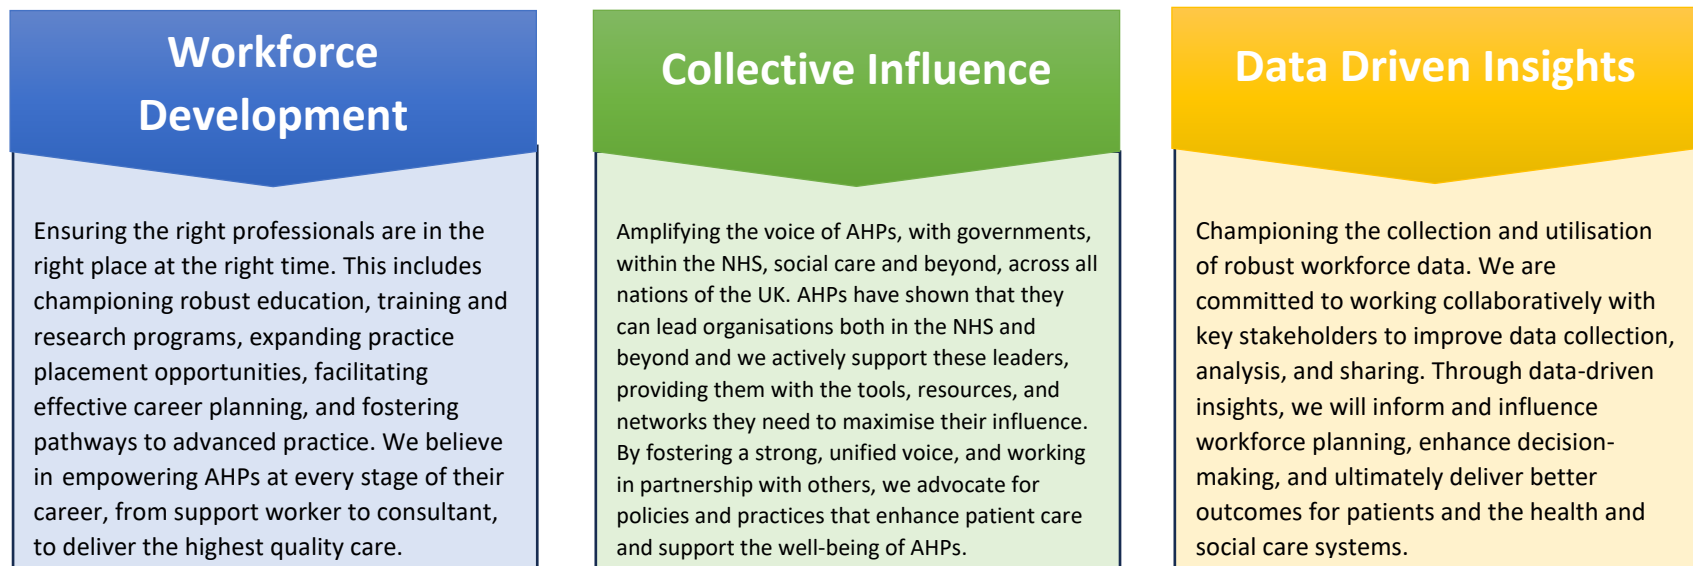 Workforce
Development
Ensuring the right professionals are in the
right place at the right time. This includes
championing robust education, training and
research programs, expanding practice
placement opportunities, facilitating
effective career planning, and fostering
pathways to advanced practice. We believe
in empowering AHPs at every stage of their
career, from support worker to consultant,
to deliver the highest quality care.
Collective Influence
Amplifying the voice of AHPs, with governments,
within the NHS, social care and beyond, across all
nations of the UK. AHPs have shown that they
can lead organisations both in the NHS and
beyond and we actively support these leaders,
providing them with the tools, resources, and
networks they need to maximise their influence.
By fostering a strong, unified voice, and working
in partnership with others, we advocate for
policies and practices that enhance patient care
and support the well-being of AHPs.
Data Driven Insights
Championing the collection and utilisation
of robust workforce data. We are
committed to working collaboratively with
key stakeholders to improve data collection,
analysis, and sharing. Through data-driven
insights, we will inform and influence
workforce planning, enhance decision-
making, and ultimately deliver better
outcomes for patients and the health and
social care systems.